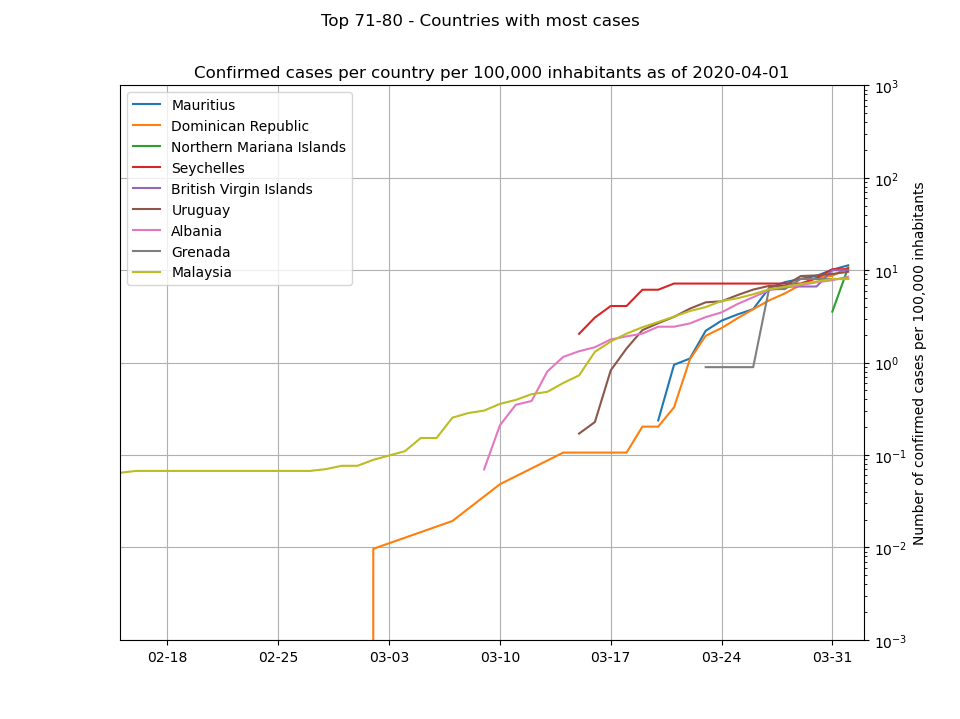 Top 71-80 - Countries with most cases
Confirmed cases per country per 100,000 inhabitants as of 2020-04-01
Mauritius
Dominican Republic
Northern Mariana Islands
Seychelles
British Virgin Islands
Uruguay
Albania
Grenada
Malaysia
10³
10²
10¹
10⁰
10⁻¹
10⁻²
10⁻³
Number of confirmed cases per 100,000 inhabitants
02-18
02-25
03-03
03-10
03-17
03-24
03-31